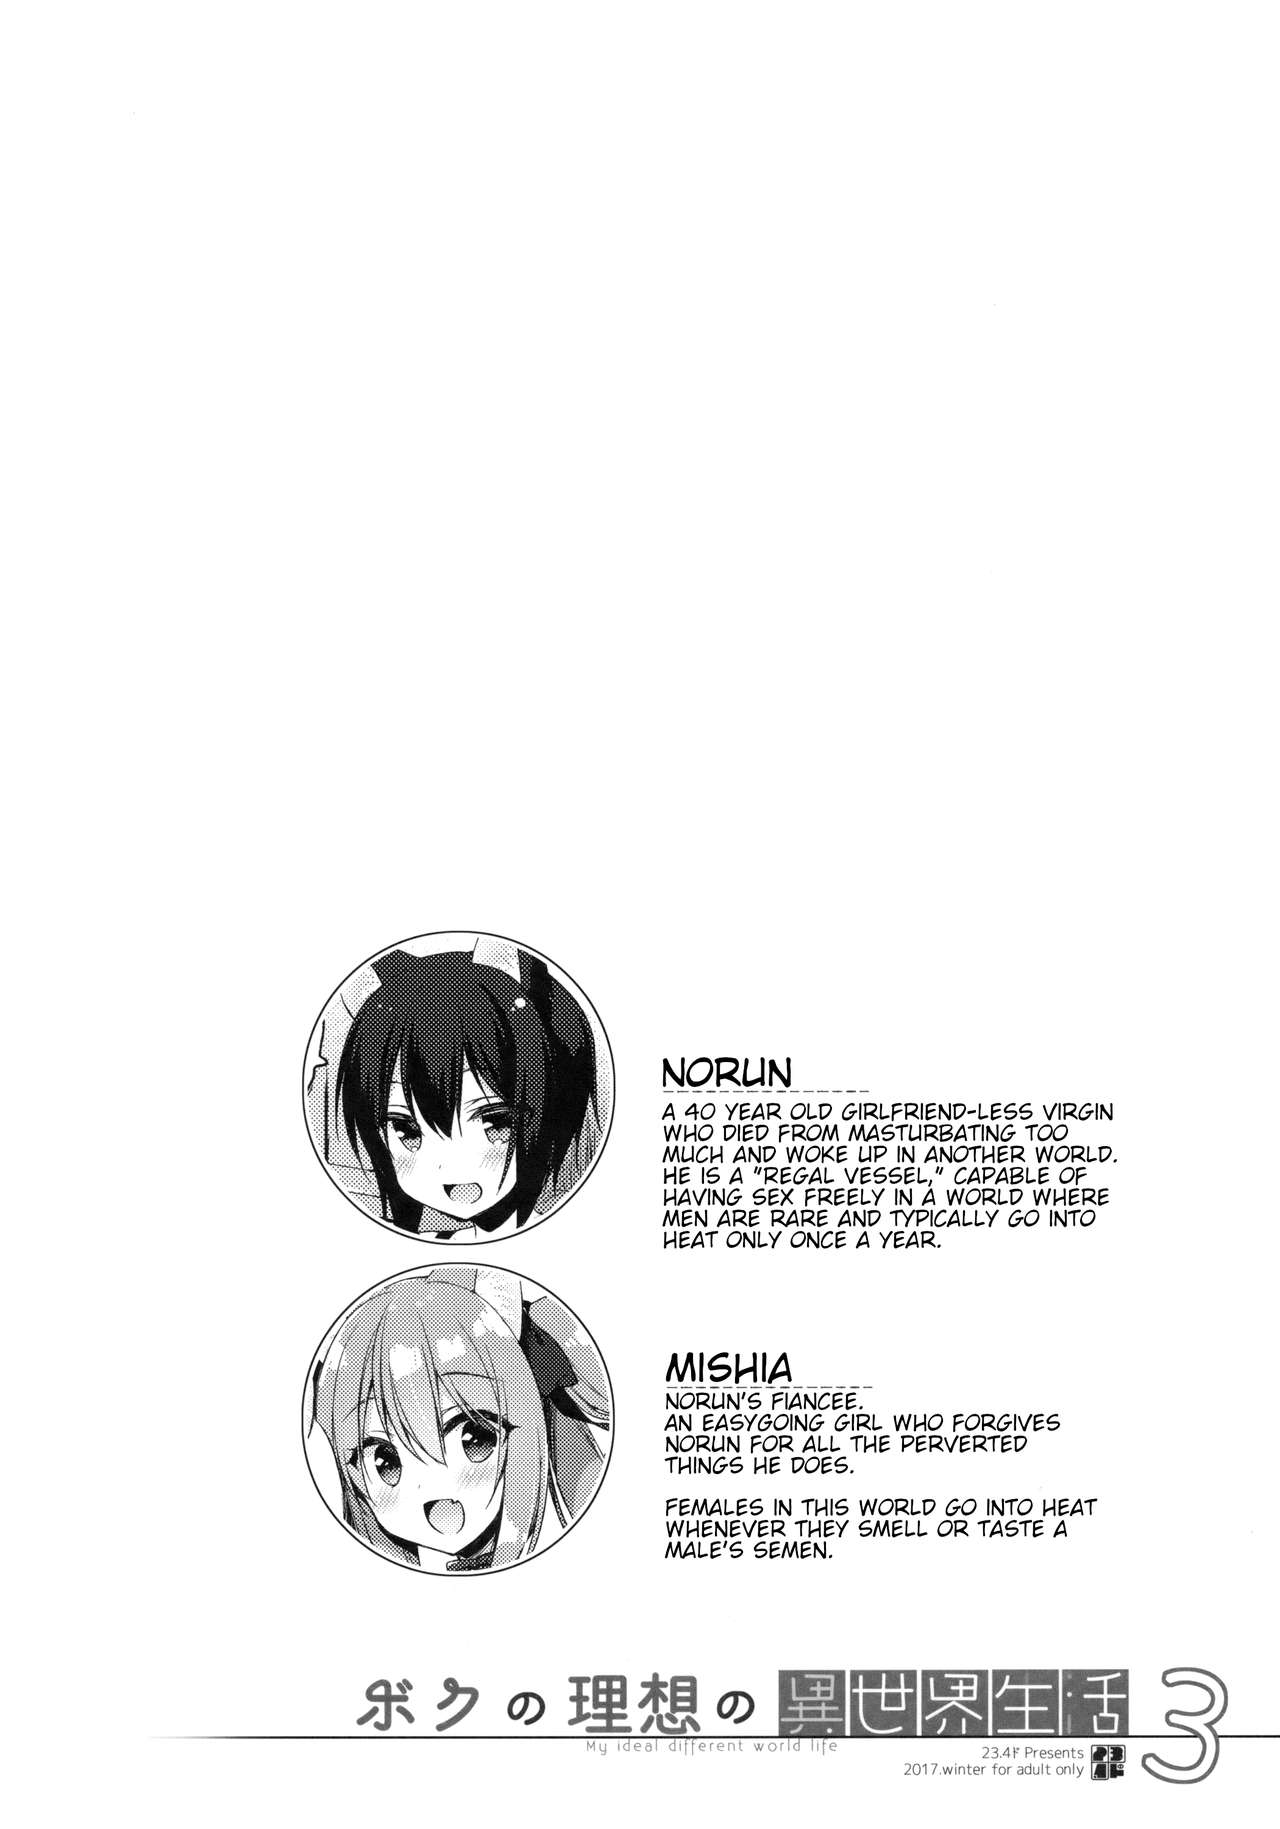 NORUN
A 40 YEAR OLD GIRLFRIEND-LESS VIRGIN
WHO DIED FROM MASTURBATING TOO
MUCH AND WOKE UP IN ANOTHER WORLD.
HE IS A "REGAL VESSEL," CAPABLE OF
HAVING SEX FREELY IN A WORLD WHERE
MEN ARE RARE AND TYPICALLY GO INTO
HEAT ONLY ONCE A YEAR.
MISHIA
NORUN'S FIANCEE.
AN EASYGOING GIRL WHO FORGIVES
NORUN FOR ALL THE PERVERTED
THINGS HE DOES.
FEMALES IN THIS WORLD GO INTO HEAT
WHENEVER THEY SMELL OR TASTE A
MALE'S SEMEN.
ボクの理想の異世界生活 3
My ideal different world life
23.4ド Presents
2017.winter for adult only
23.4ド